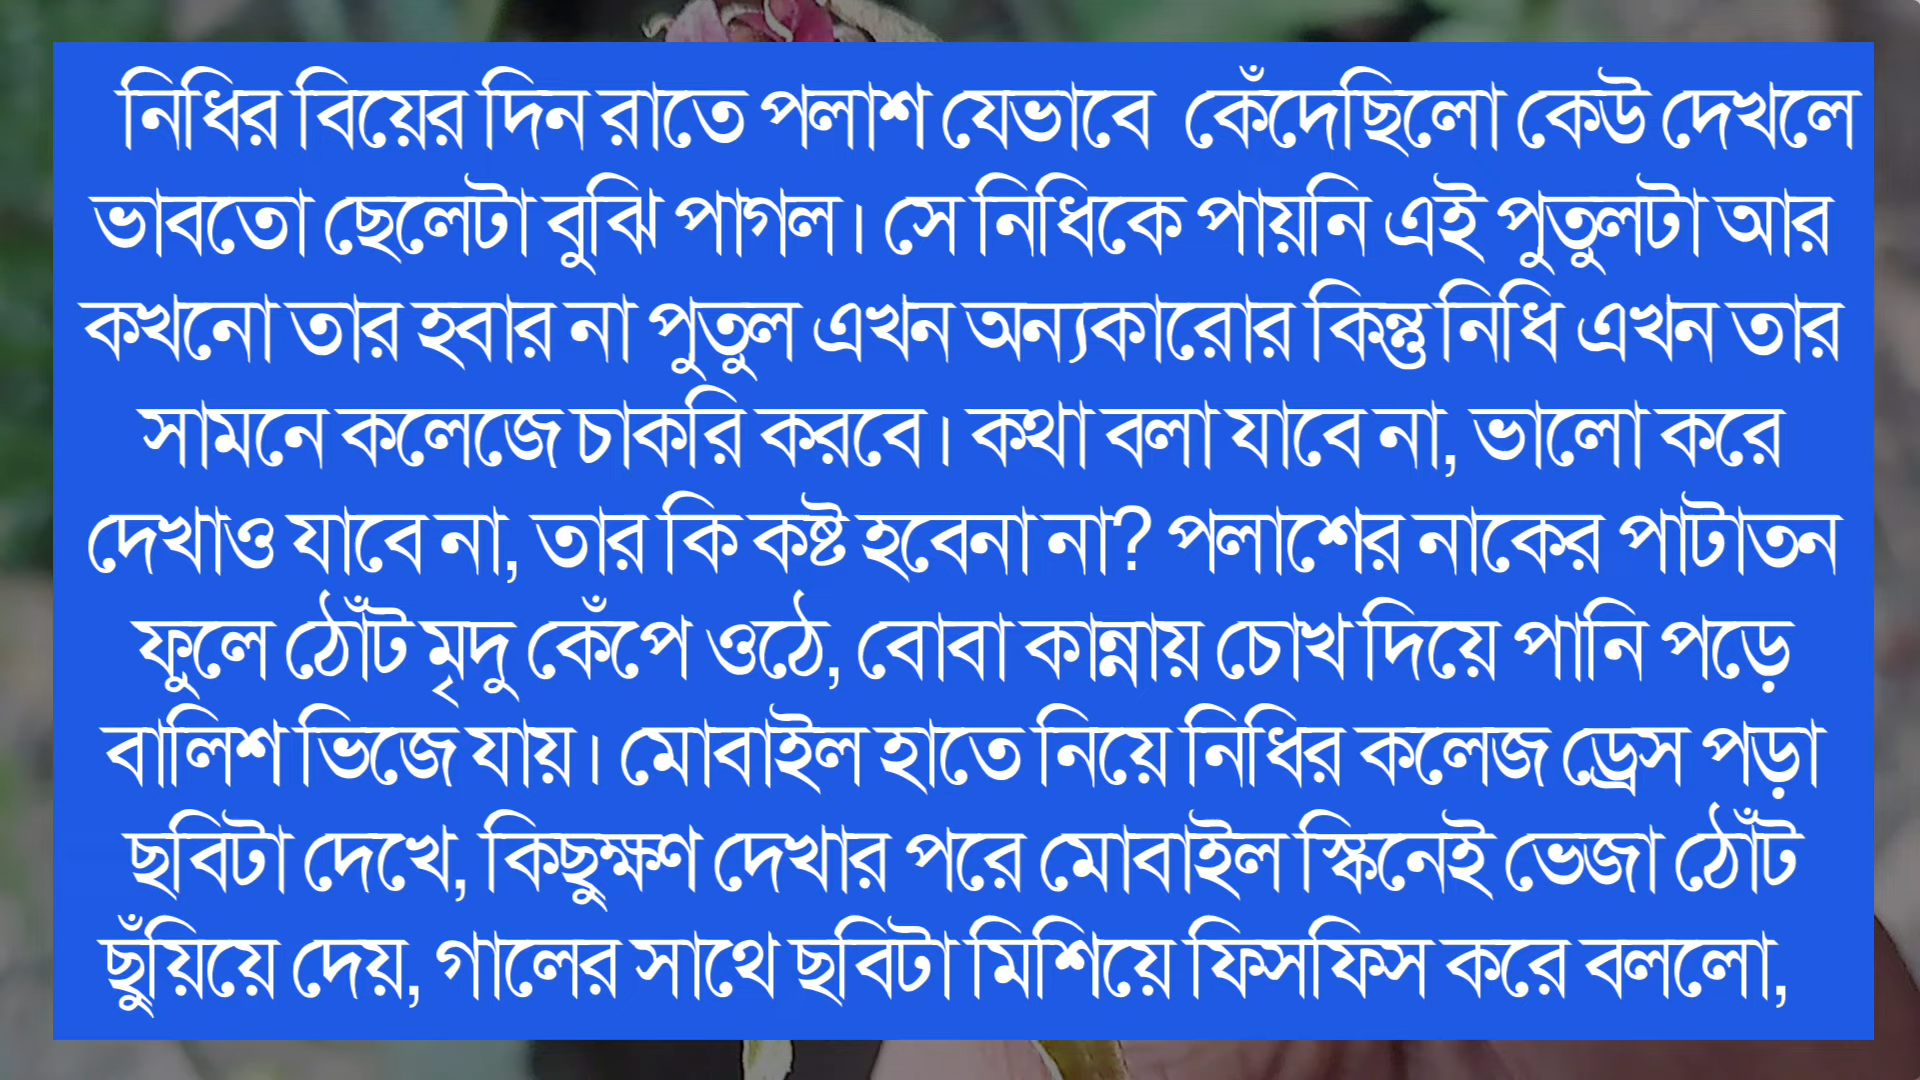 নিধির বিয়ের দিন রাতে পলাশ যেভাবে কেঁদেছিলো কেউ দেখলে
ভাবতো ছেলেটা বুঝি পাগল। সে নিধিকে পায়নি এই পুতুলটা আর
কখনো তার হবার না পুতুল এখন অন্যকারোর কিন্তু নিধি এখন তার
সামনে কলেজে চাকরি করবে। কথা বলা যাবে না, ভালো করে
দেখাও যাবে না, তার কি কষ্ট হবেনা না? পলাশের নাকের পাটাতন
ফুলে ঠোঁট মৃদু কেঁপে ওঠে, বোবা কান্নায় চোখ দিয়ে পানি পড়ে
বালিশ ভিজে যায়। মোবাইল হাতে নিয়ে নিধির কলেজ ড্রেস পড়া
ছবিটা দেখে, কিছুক্ষণ দেখার পরে মোবাইল স্কিনেই ভেজা ঠোঁট
ছুঁয়িয়ে দেয়, গালের সাথে ছবিটা মিশিয়ে ফিসফিস করে বললো,